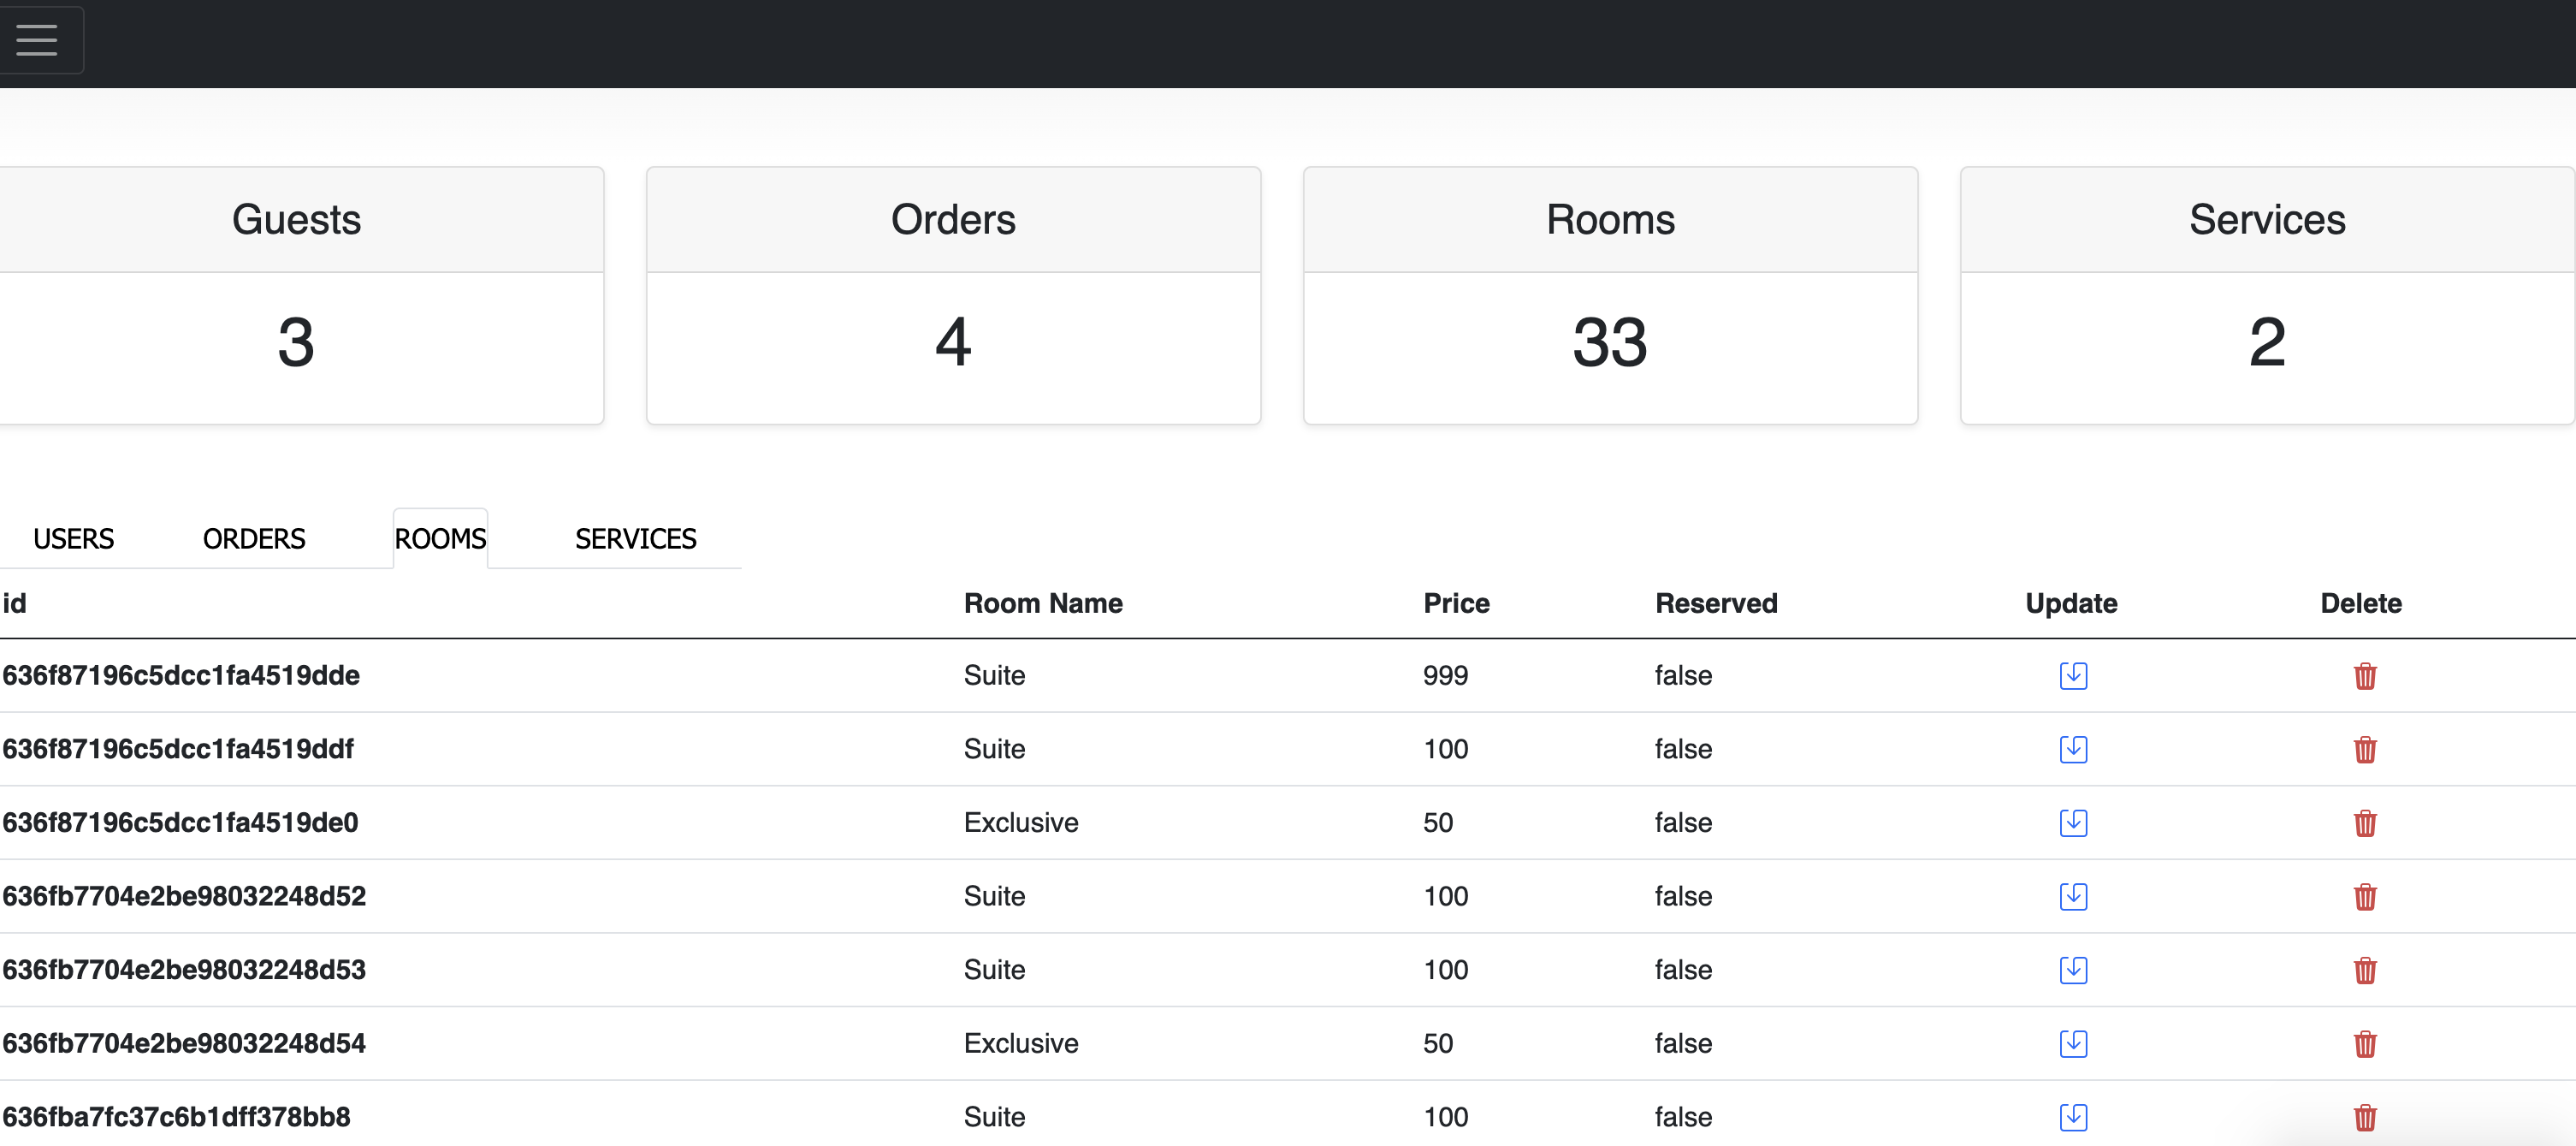 Guests Orders Rooms Services
3 4 33 2
USERS ORDERS ROOMS SERVICES
id Room Name Price Reserved Update Delete
636f87196c5dcc1fa4519dde Suite 999 false
636f87196c5dcc1fa4519ddf Suite 100 false
636f87196c5dcc1fa4519de0 Exclusive 50 false
636fb7704e2be98032248d52 Suite 100 false
636fb7704e2be98032248d53 Suite 100 false
636fb7704e2be98032248d54 Exclusive 50 false
636fba7fc37c6b1dff378bb8 Suite 100 false